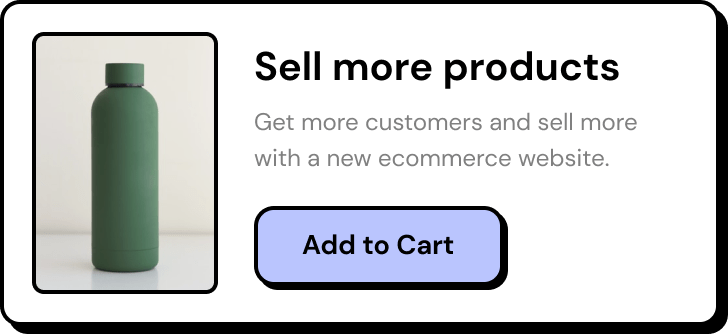 Sell more products
Get more customers and sell more
with a new ecommerce website.
Add to Cart